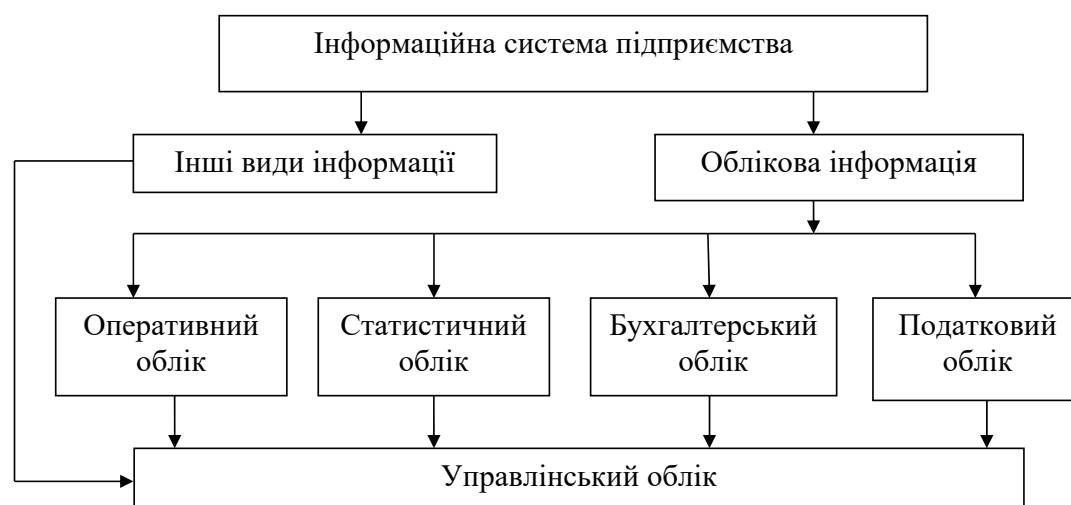 Інформаційна система підприємства
Інші види інформації
Облікова інформація
Оперативний
облік
Статистичний
облік
Бухгалтерський
облік
Податковий
облік
Управлінський облік